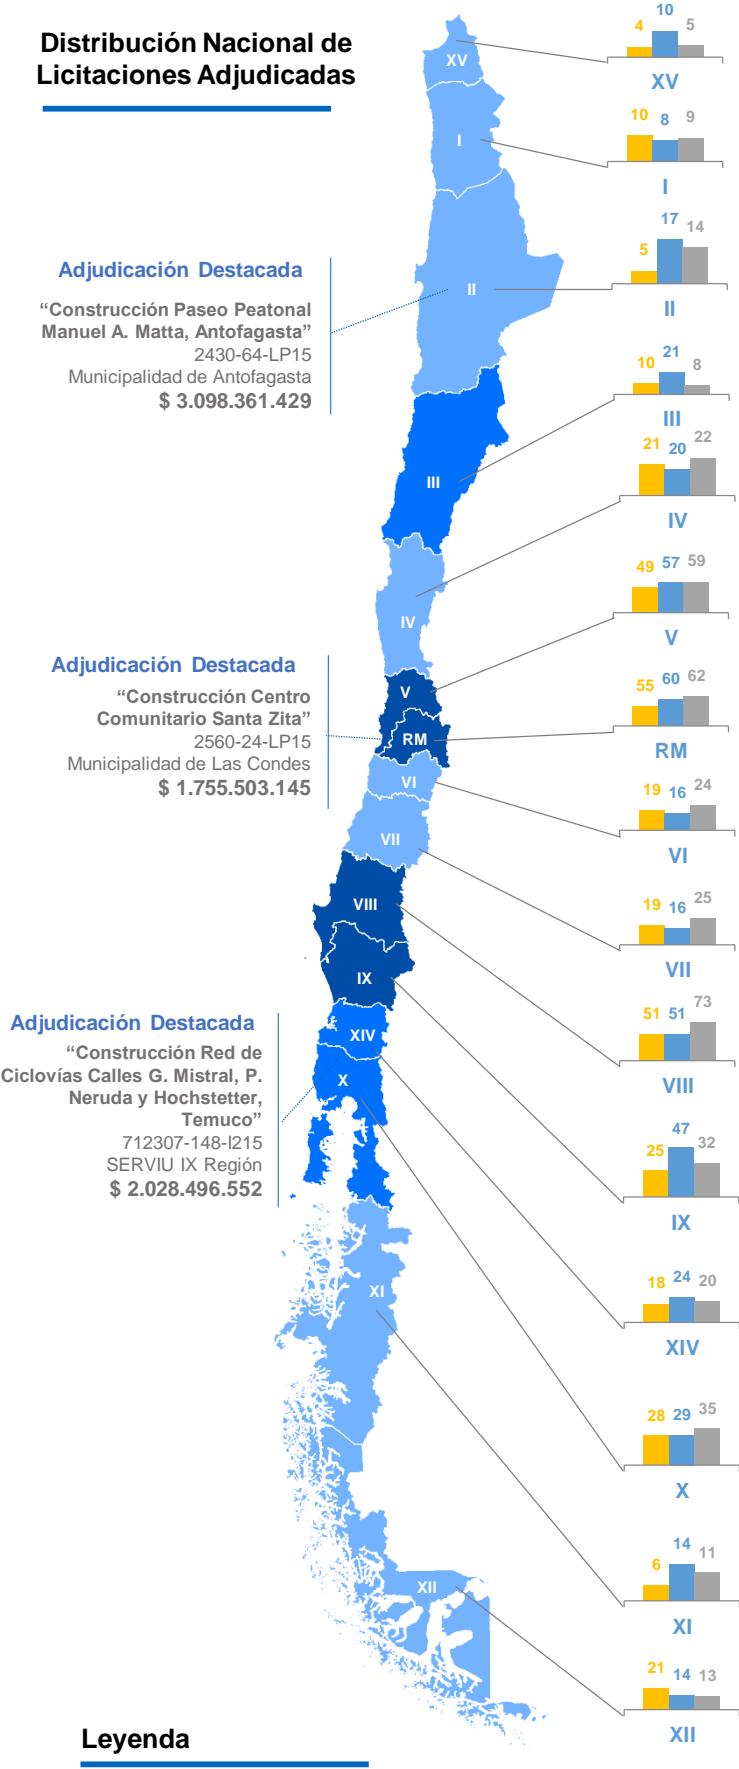 Distribución Nacional de
Licitaciones Adjudicadas
4 10 5
XV
XV
10 8 9
I
I
17
5 14
II
II
Adjudicación Destacada
“Construcción Paseo Peatonal
Manuel A. Matta, Antofagasta”
2430-64-LP15
Municipalidad de Antofagasta
$ 3.098.361.429
10 21 8
III
III
21 20 22
IV
IV
49 57 59
V
V
Adjudicación Destacada
“Construcción Centro
Comunitario Santa Zita”
2560-24-LP15
Municipalidad de Las Condes
$ 1.755.503.145
55 60 62
RM
RM
19 16 24
VI
VI
19 16 25
VII
VII
51 51 73
VIII
VIII
25 47 32
IX
IX
Adjudicación Destacada
“Construcción Red de
Ciclovías Calles G. Mistral, P.
Neruda y Hochstetter,
Temuco”
712307-148-I215
SERVIU IX Región
$ 2.028.496.552
18 24 20
XIV
XIV
28 29 35
X
X
6 14 11
XI
XI
21 14 13
XII
XII
Leyenda